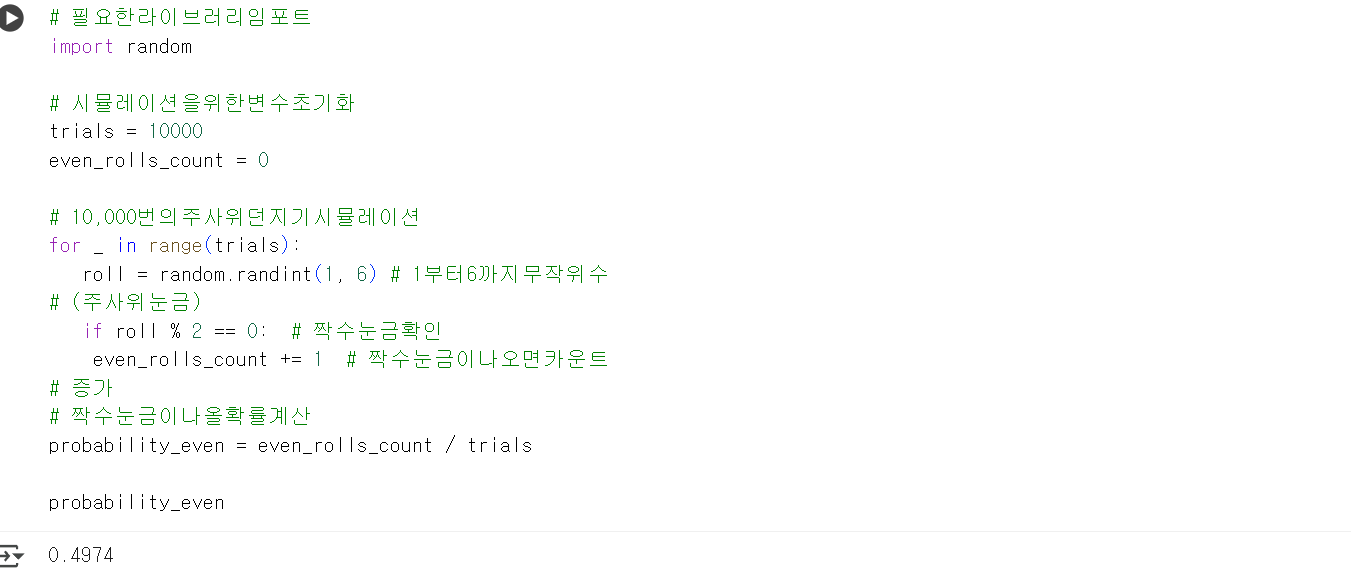 # 필요한라이브러리임포트
import random
# 시뮬레이션을위한변수초기화
trials = 10000
even_rolls_count = 0
# 10,000번의주사위던지기시뮬레이션
for _ in range(trials):
roll = random.randint(1, 6) # 1부터6까지무작위수
# (주사위눈금)
if roll % 2 == 0: # 짝수눈금확인
even_rolls_count += 1 # 짝수눈금이나오면카운트
# 증가
# 짝수눈금이나올확률계산
probability_even = even_rolls_count / trials
probability_even
0.4974